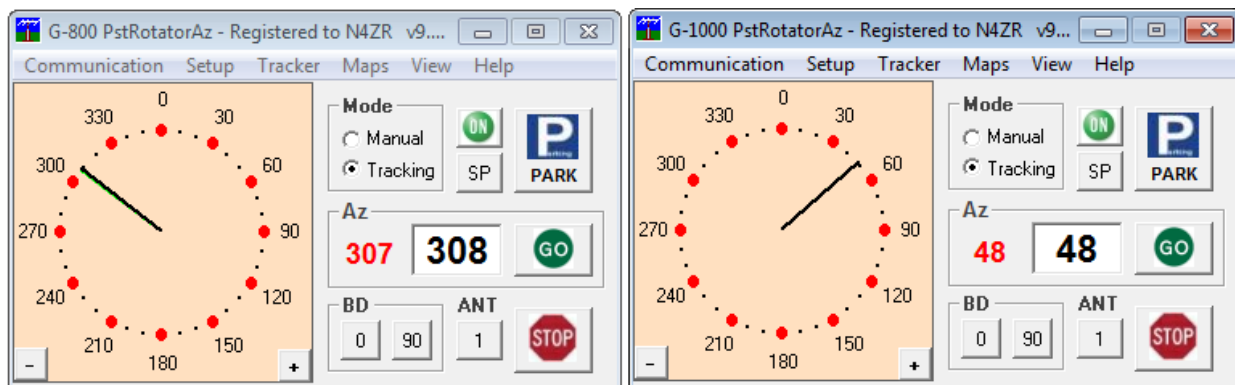 G-800 PstRotatorAz - Registered to N4ZR v9....
Communication Setup Tracker Maps View Help
0
330 30
300 60
270 90
240 120
210 150
180
- +
Mode
Manual
Tracking
ON
SP
P
arking
PARK
Az
307 308
GO
BD
0 90
ANT
1
STOP
G-1000 PstRotatorAz - Registered to N4ZR v9...
Communication Setup Tracker Maps View Help
0
330 30
300 60
270 90
240 120
210 150
180
- +
Mode
Manual
Tracking
ON
SP
P
arking
PARK
Az
48 48
GO
BD
0 90
ANT
1
STOP